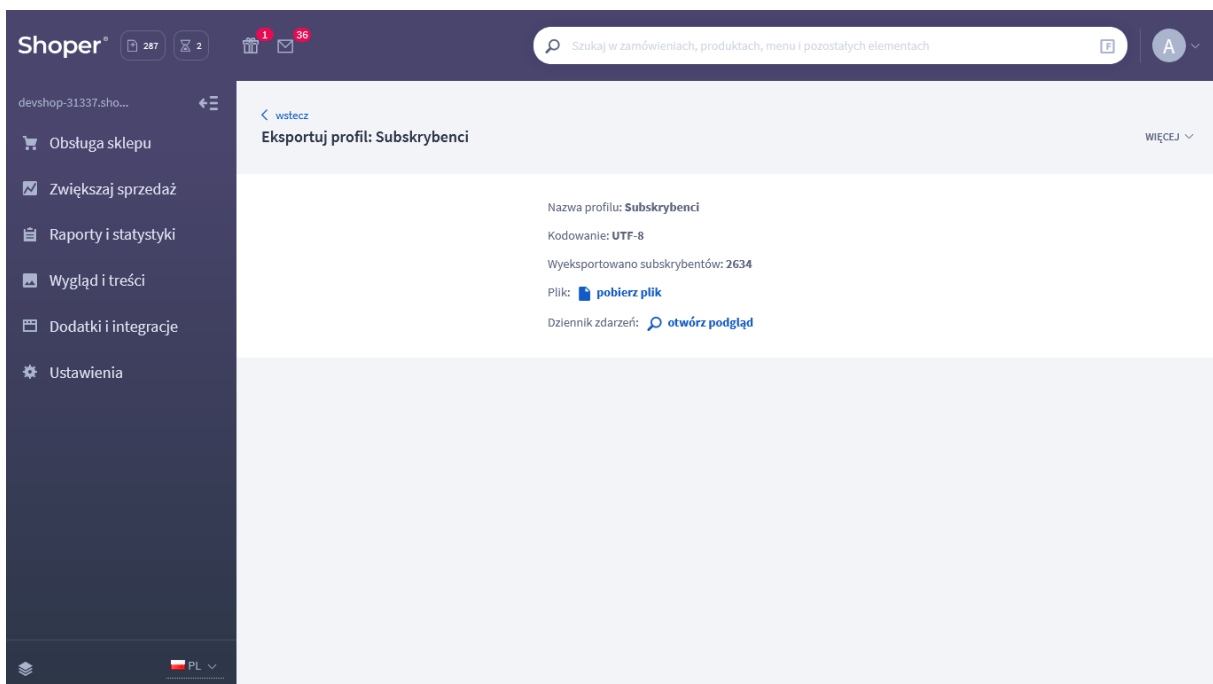 Shoper®
287
2
1
36
Szukaj w zamówieniach, produktach, menu i pozostałych elementach
F
A
devshop-31337.sho...
Obsługa sklepu
Zwiększaj sprzedaż
Raporty i statystyki
Wygląd i treści
Dodatki i integracje
Ustawienia
PL
wstecz
Eksportuj profil: Subskrybenci
WIĘCEJ
Nazwa profilu: Subskrybenci
Kodowanie: UTF-8
Wyeksportowano subskrybentów: 2634
Plik: pobierz plik
Dziennik zdarzeń: otwórz podgląd